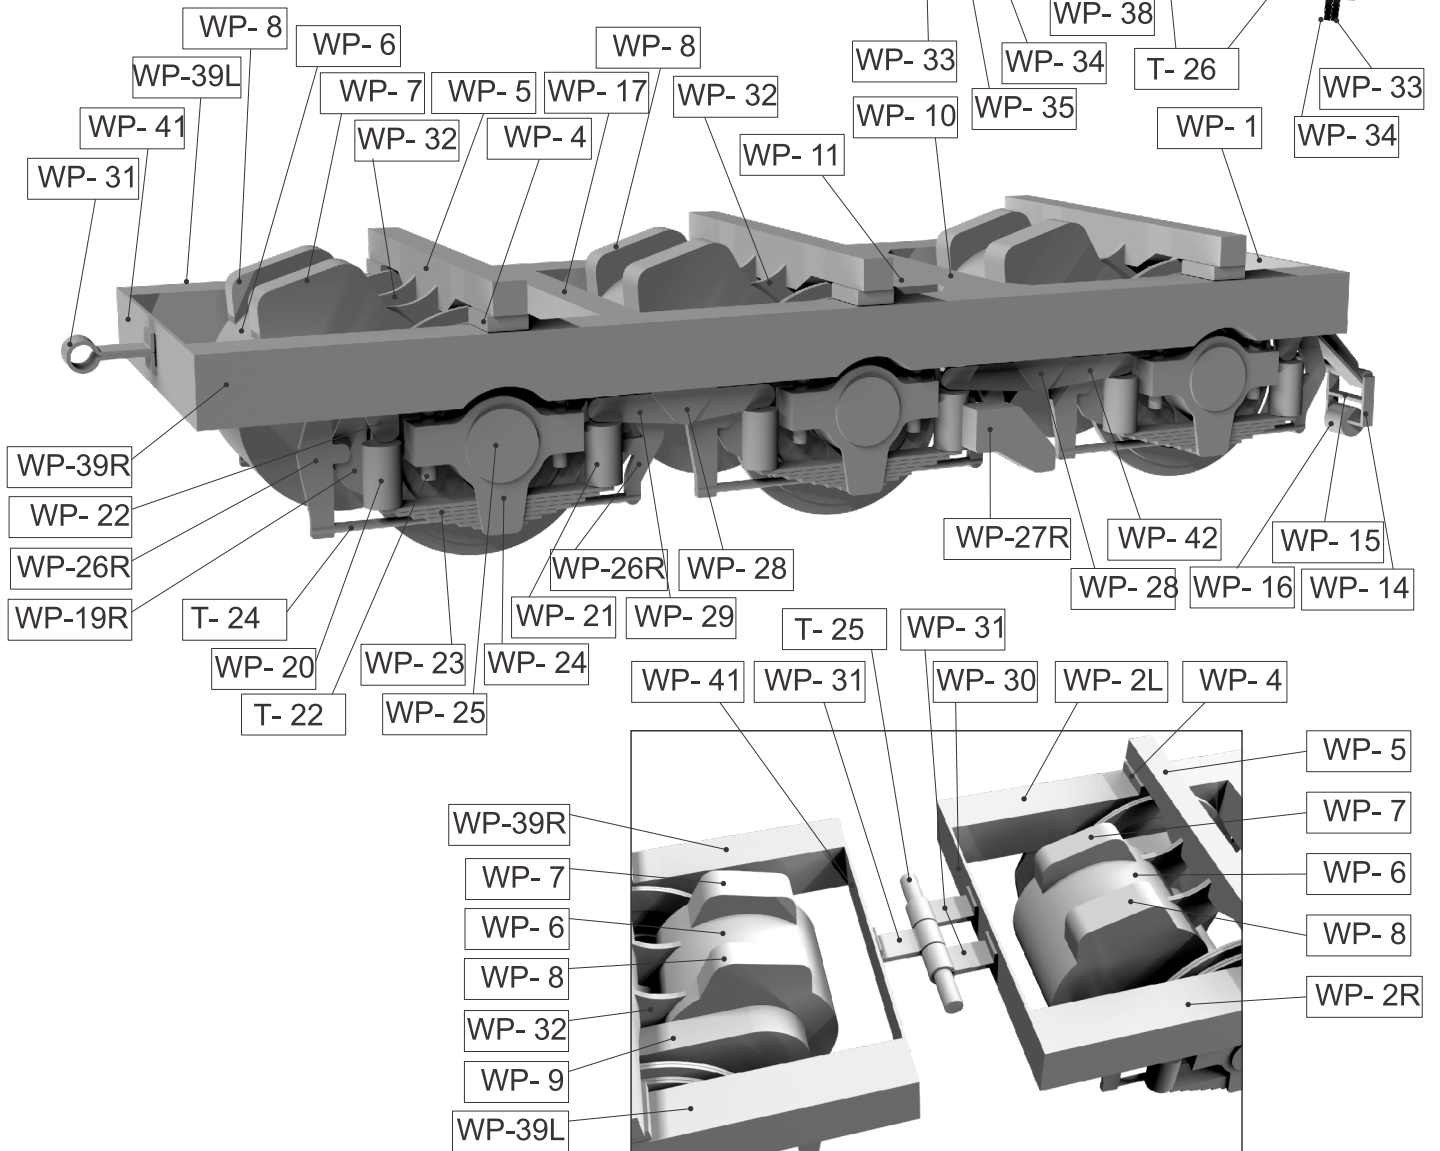 WP- 8
WP- 6
WP- 8
WP- 38
WP- 33
WP- 34
T- 26
WP-39L
WP- 7
WP- 5
WP- 17
WP- 32
WP- 10
WP- 35
WP- 33
WP- 41
WP- 32
WP- 4
WP- 11
WP- 1
WP- 34
WP- 31
WP-39R
WP- 22
WP-26R
WP-19R
T- 24
WP- 20
T- 22
WP- 23
WP- 25
WP- 24
WP- 21
WP-26R
WP- 29
WP- 28
WP-27R
WP- 42
WP- 28
WP- 16
WP- 15
WP- 14
T- 25
WP- 31
WP- 41
WP- 31
WP- 30
WP- 2L
WP- 4
WP- 5
WP-39R
WP- 7
WP- 7
WP- 6
WP- 6
WP- 8
WP- 8
WP- 32
WP- 2R
WP- 9
WP-39L